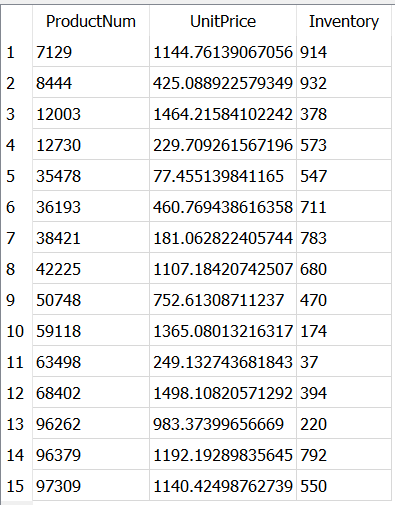 ProductNum UnitPrice Inventory
1 7129 1144.76139067056 914
2 8444 425.088922579349 932
3 12003 1464.21584102242 378
4 12730 229.709261567196 573
5 35478 77.455139841165 547
6 36193 460.769438616358 711
7 38421 181.062822405744 783
8 42225 1107.18420742507 680
9 50748 752.61308711237 470
10 59118 1365.08013216317 174
11 63498 249.132743681843 37
12 68402 1498.10820571292 394
13 96262 983.37399656669 220
14 96379 1192.19289835645 792
15 97309 1140.42498762739 550